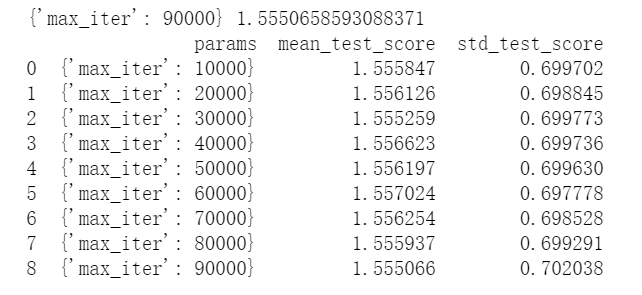 {'max_iter': 90000} 1.5550658593088371
params  mean_test_score  std_test_score
0  {'max_iter': 10000}  1.555847  0.699702
1  {'max_iter': 20000}  1.556126  0.698845
2  {'max_iter': 30000}  1.555259  0.699773
3  {'max_iter': 40000}  1.556623  0.699736
4  {'max_iter': 50000}  1.556197  0.699630
5  {'max_iter': 60000}  1.557024  0.697778
6  {'max_iter': 70000}  1.556254  0.698528
7  {'max_iter': 80000}  1.555937  0.699291
8  {'max_iter': 90000}  1.555066  0.702038